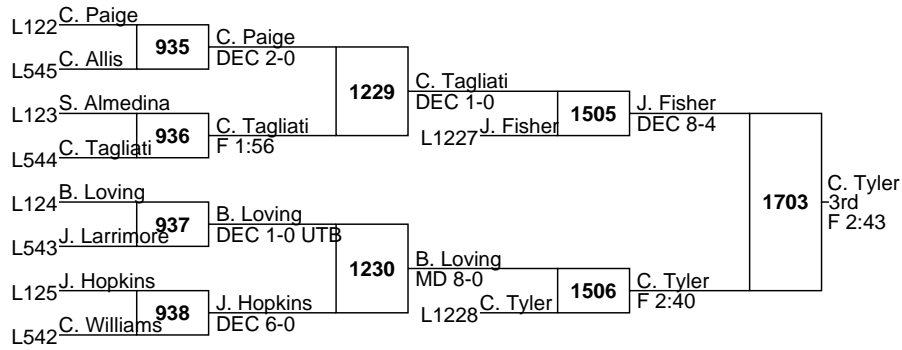 L122 C. Paige
935
C. Paige
DEC 2-0
L545 C. Allis
1229
C. Tagliati
DEC 1-0
L123 S. Almedina
936
C. Tagliati
F 1:56
L544 C. Tagliati
L1227 J. Fisher
1505
J. Fisher
DEC 8-4
L124 B. Loving
937
B. Loving
DEC 1-0 UTB
L543 J. Larrimore
1230
B. Loving
MD 8-0
L125 J. Hopkins
938
J. Hopkins
DEC 6-0
L542 C. Williams
L1228 C. Tyler
1506
C. Tyler
F 2:40
1703
C. Tyler
3rd
F 2:43